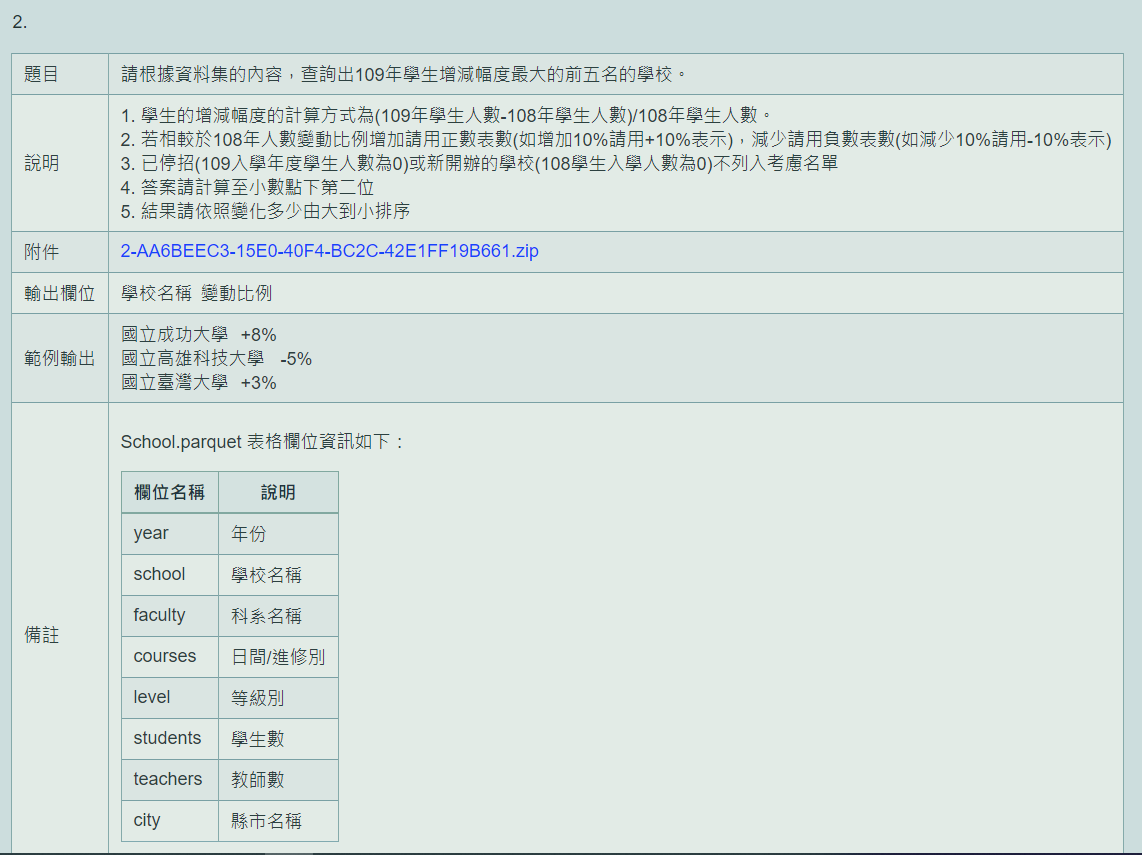 2.
題目
請根據資料集的內容，查詢出109年學生增減幅度最大的前五名的學校。
說明
1. 學生的增減幅度的計算方式為(109年學生人數-108年學生人數)/108年學生人數。
2. 若相較於108年人數變動比例增加請用正數表數(如增加10%請用+10%表示)，減少請用負數表數(如減少10%請用-10%表示)
3. 已停招(109入學年度學生人數為0)或新開辦的學校(108學生入學人數為0)不列入考慮名單
4. 答案請計算至小數點下第二位
5. 結果請依照變化多少由大到小排序
附件
2-AA6BEEC3-15E0-40F4-BC2C-42E1FF19B661.zip
輸出欄位
學校名稱 變動比例
範例輸出
國立成功大學 +8%
國立高雄科技大學 -5%
國立臺灣大學 +3%
備註
School.parquet 表格欄位資訊如下：
欄位名稱 說明
year 年份
school 學校名稱
faculty 科系名稱
courses 日間/進修別
level 等級別
students 學生數
teachers 教師數
city 縣市名稱